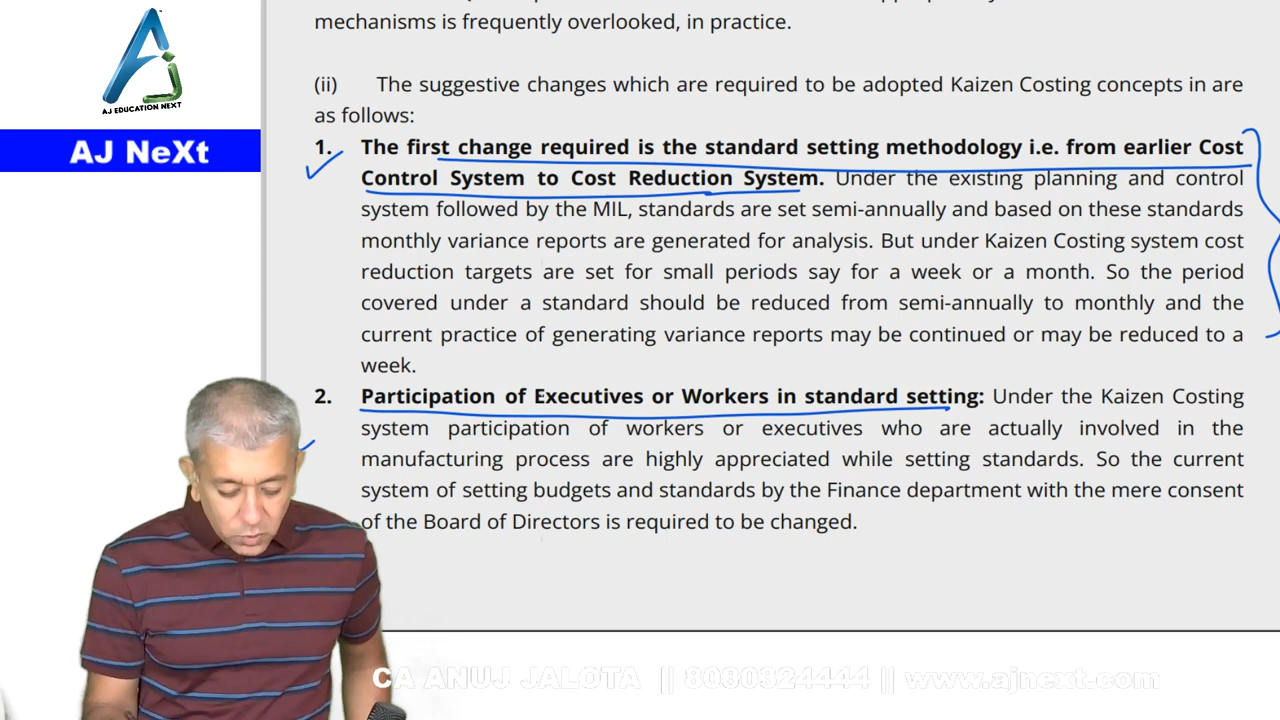 mechanisms is frequently overlooked, in practice.
(ii) The suggestive changes which are required to be adopted Kaizen Costing concepts in are
as follows:
1. The first change required is the standard setting methodology i.e. from earlier Cost
Control System to Cost Reduction System. Under the existing planning and control
system followed by the MIL, standards are set semi-annually and based on these standards
monthly variance reports are generated for analysis. But under Kaizen Costing system cost
reduction targets are set for small periods say for a week or a month. So the period
covered under a standard should be reduced from semi-annually to monthly and the
current practice of generating variance reports may be continued or may be reduced to a
week.
2. Participation of Executives or Workers in standard setting: Under the Kaizen Costing
system participation of workers or executives who are actually involved in the
manufacturing process are highly appreciated while setting standards. So the current
system of setting budgets and standards by the Finance department with the mere consent
of the Board of Directors is required to be changed.
AJ EDUCATION NEXT
AJ NeXt
CA ANUJ JALOTA || 8080324444 || www.ajnext.com